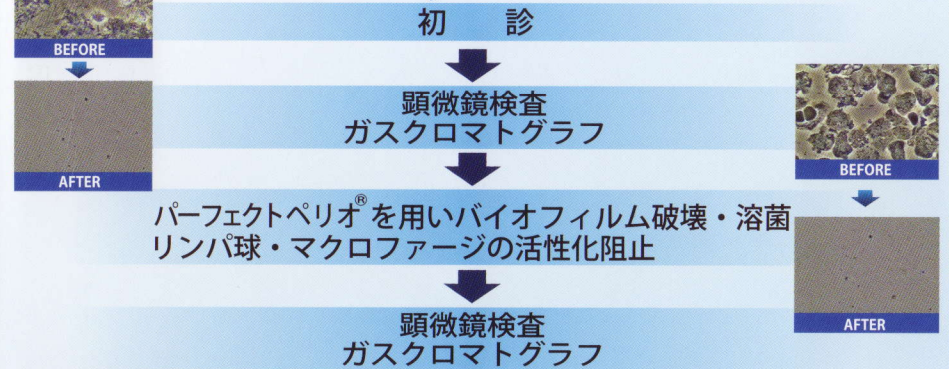 初　診
BEFORE
顕微鏡検査
ガスクロマトグラフ
AFTER
BEFORE
パーフェクトペリオ®を用いバイオフィルム破壊・溶菌
リンパ球・マクロファージの活性化阻止
AFTER
顕微鏡検査
ガスクロマトグラフ